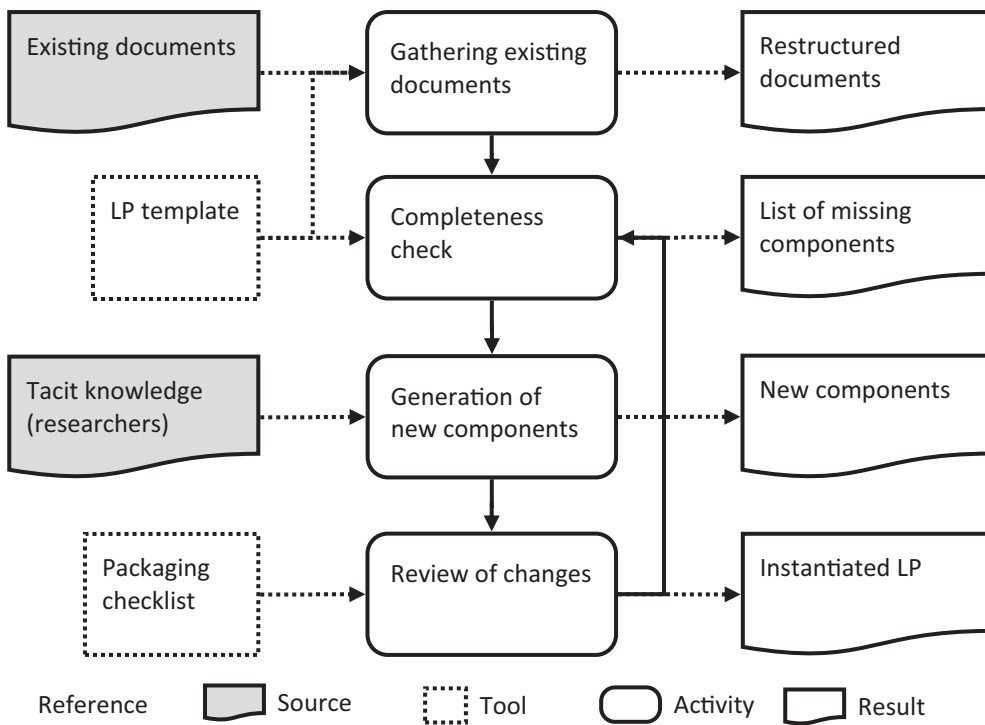 Existing documents
Gathering existing
documents
Restructured
documents
LP template
Completeness
check
List of missing
components
Tacit knowledge
(researchers)
Generation of
new components
New components
Packaging
checklist
Review of changes
Instantiated LP
Reference
Source
Tool
Activity
Result